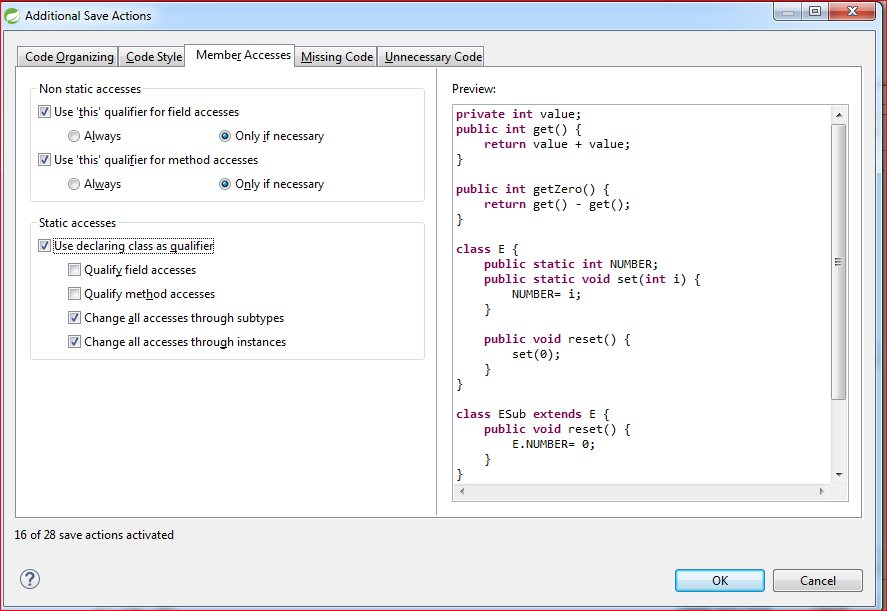 Additional Save Actions
Code Organizing Code Style Member Accesses Missing Code Unnecessary Code
Non static accesses
Use 'this' qualifier for field accesses
Always Only if necessary
Use 'this' qualifier for method accesses
Always Only if necessary
Static accesses
Use declaring class as qualifier
Qualify field accesses
Qualify method accesses
Change all accesses through subtypes
Change all accesses through instances
Preview:
private int value;
public int get() {
    return value + value;
}
public int getZero() {
    return get() - get();
}
class E {
    public static int NUMBER;
    public static void set(int i) {
        NUMBER= i;
    }
    public void reset() {
        set(0);
    }
}
class ESub extends E {
    public void reset() {
        E.NUMBER= 0;
    }
}
16 of 28 save actions activated
?
OK Cancel